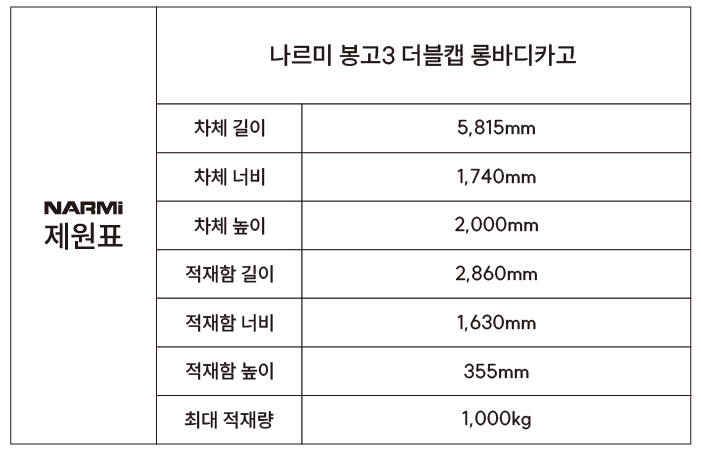 나르미 봉고3 더블캡 롱바디카고
NARMi
제원표
차체 길이 5,815mm
차체 너비 1,740mm
차체 높이 2,000mm
적재함 길이 2,860mm
적재함 너비 1,630mm
적재함 높이 355mm
최대 적재량 1,000kg